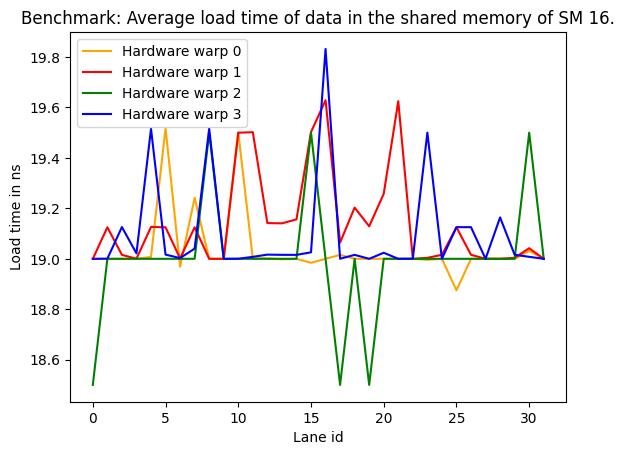 Benchmark: Average load time of data in the shared memory of SM 16.
Hardware warp 0
Hardware warp 1
Hardware warp 2
Hardware warp 3
Load time in ns
19.8
19.6
19.4
19.2
19.0
18.8
18.6
0 5 10 15 20 25 30
Lane id